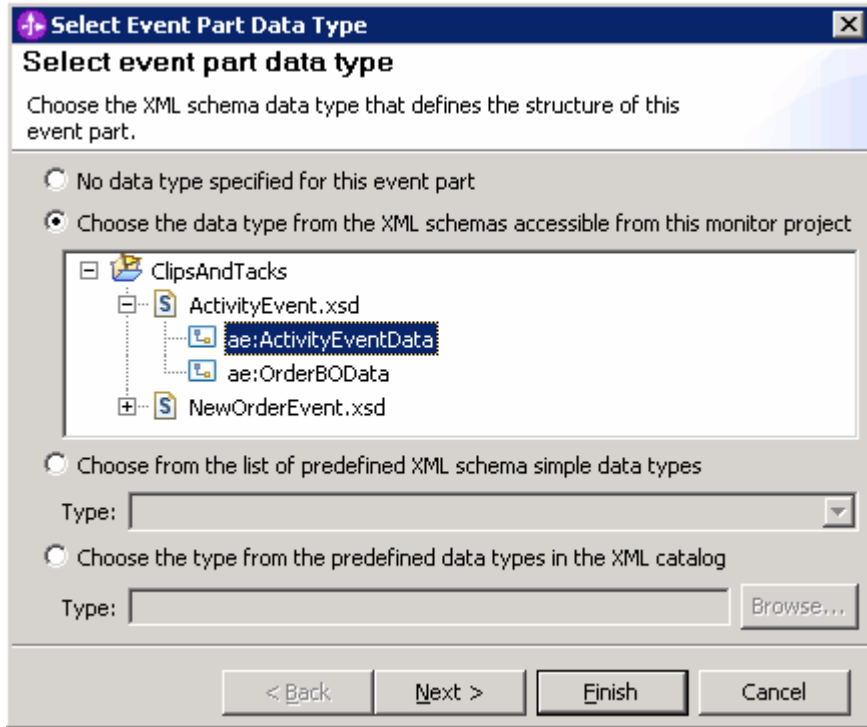 Select Event Part Data Type
Select event part data type
Choose the XML schema data type that defines the structure of this
event part.
No data type specified for this event part
Choose the data type from the XML schemas accessible from this monitor project
ClipsAndTacks
ActivityEvent.xsd
ae:ActivityEventData
ae:OrderBOData
NewOrderEvent.xsd
Choose from the list of predefined XML schema simple data types
Type:
Choose the type from the predefined data types in the XML catalog
Type: Browse...
< Back Next > Finish Cancel